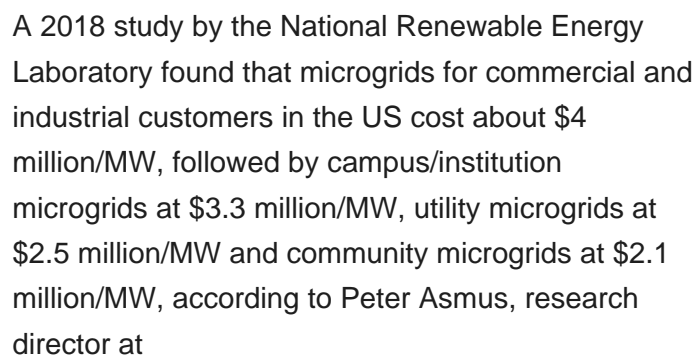 A 2018 study by the National Renewable Energy
Laboratory found that microgrids for commercial and
industrial customers in the US cost about $4
million/MW, followed by campus/institution
microgrids at $3.3 million/MW, utility microgrids at
$2.5 million/MW and community microgrids at $2.1
million/MW, according to Peter Asmus, research
director at